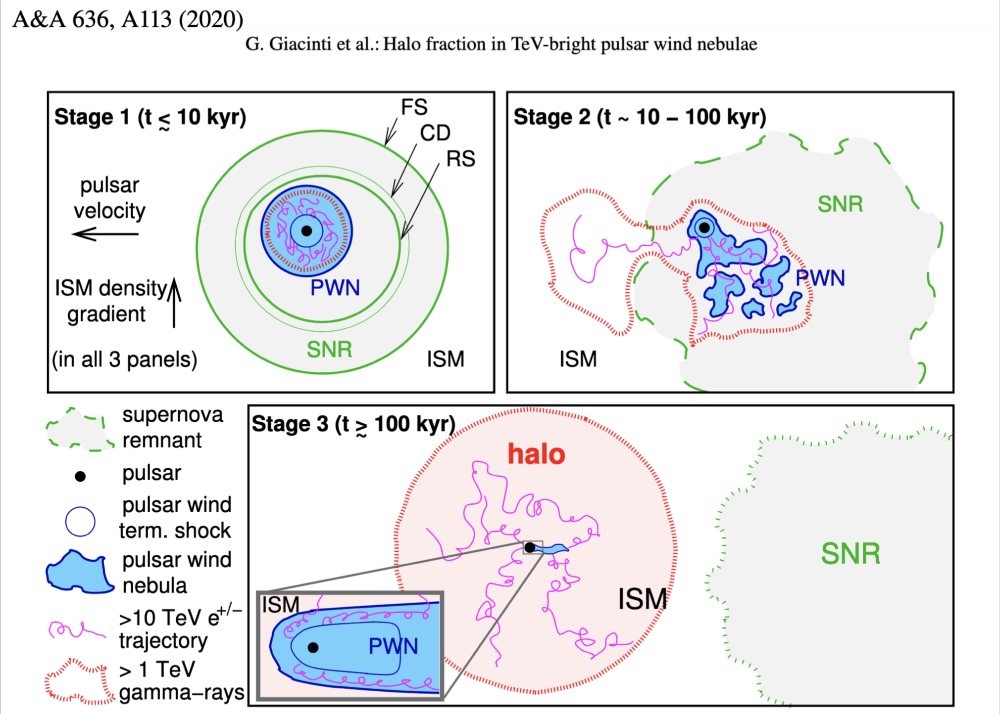 A&A 636, A113 (2020)
G. Giacinti et al.: Halo fraction in TeV-bright pulsar wind nebulae
Stage 1 (t ≲ 10 kyr)
FS
CD
RS
pulsar
velocity
ISM density
gradient
(in all 3 panels)
PWN
SNR
ISM
Stage 2 (t ~ 10 – 100 kyr)
SNR
PWN
ISM
supernova
remnant
pulsar
pulsar wind
term. shock
pulsar wind
nebula
>10 TeV e+/−
trajectory
> 1 TeV
gamma−rays
Stage 3 (t ≳ 100 kyr)
halo
ISM
SNR
ISM
PWN